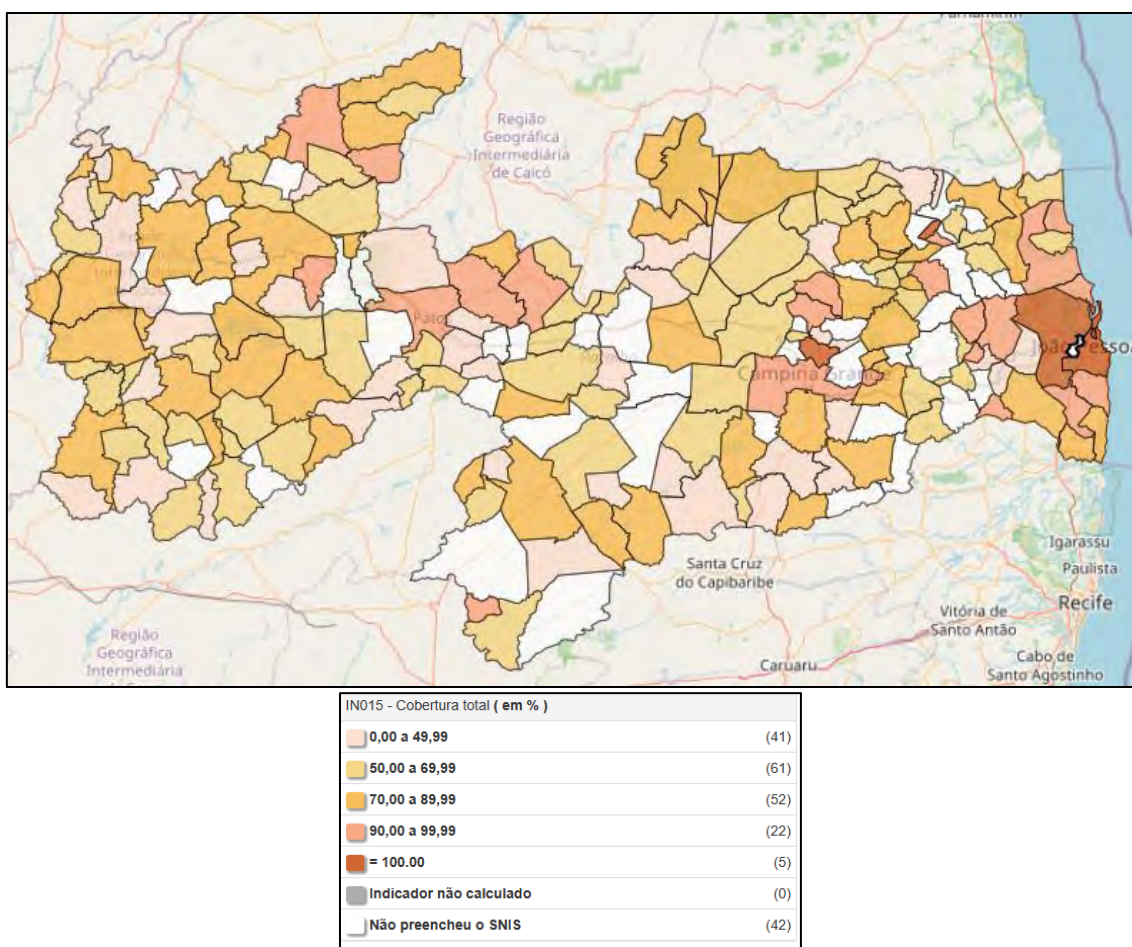 Região
Geográfica
Intermediária
de Caicó
Campina Grande
João Pessoa
Santa Cruz
do Capibaribe
Igarassu
Paulista
Recife
Vitória de
Santo Antão
Cabo de
Santo Agostinho
Caruaru
Região
Geográfica
Intermediária
IN015 - Cobertura total ( em % )
0,00 a 49,99 (41)
50,00 a 69,99 (61)
70,00 a 89,99 (52)
90,00 a 99,99 (22)
= 100.00 (5)
Indicador não calculado (0)
Não preencheu o SNIS (42)